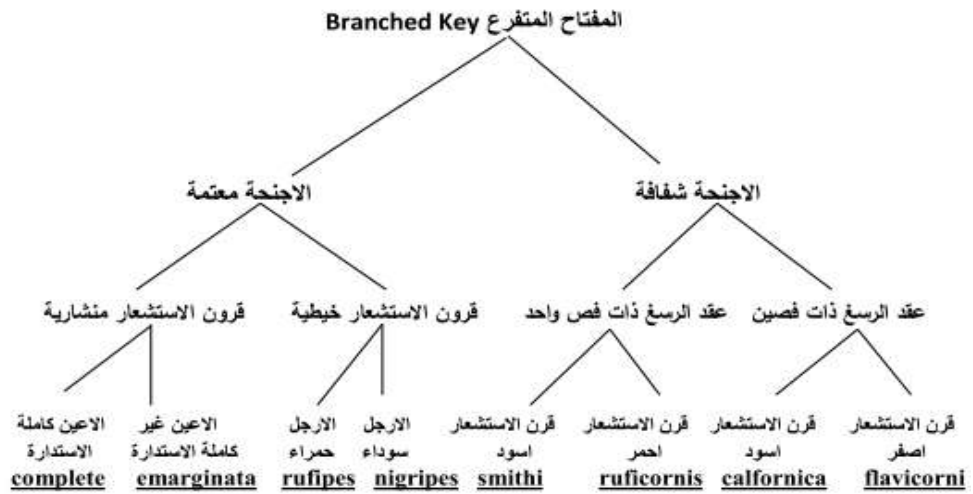 المفتاح المتفرع Branched Key
الاجنحة شفافة
الاجنحة معتمة
عقد الرسغ ذات فصين
عقد الرسغ ذات فص واحد
قرون الاستشعار خيطية
قرون الاستشعار منشارية
قرن الاستشعار
اصفر
flavicorni
قرن الاستشعار
اسود
calfornica
قرن الاستشعار
احمر
ruficornis
قرن الاستشعار
اسود
smithi
الارجل
سوداء
nigripes
الارجل
حمراء
rufipes
الاعين غير
كاملة الاستدارة
emarginata
الاعين كاملة
الاستدارة
complete